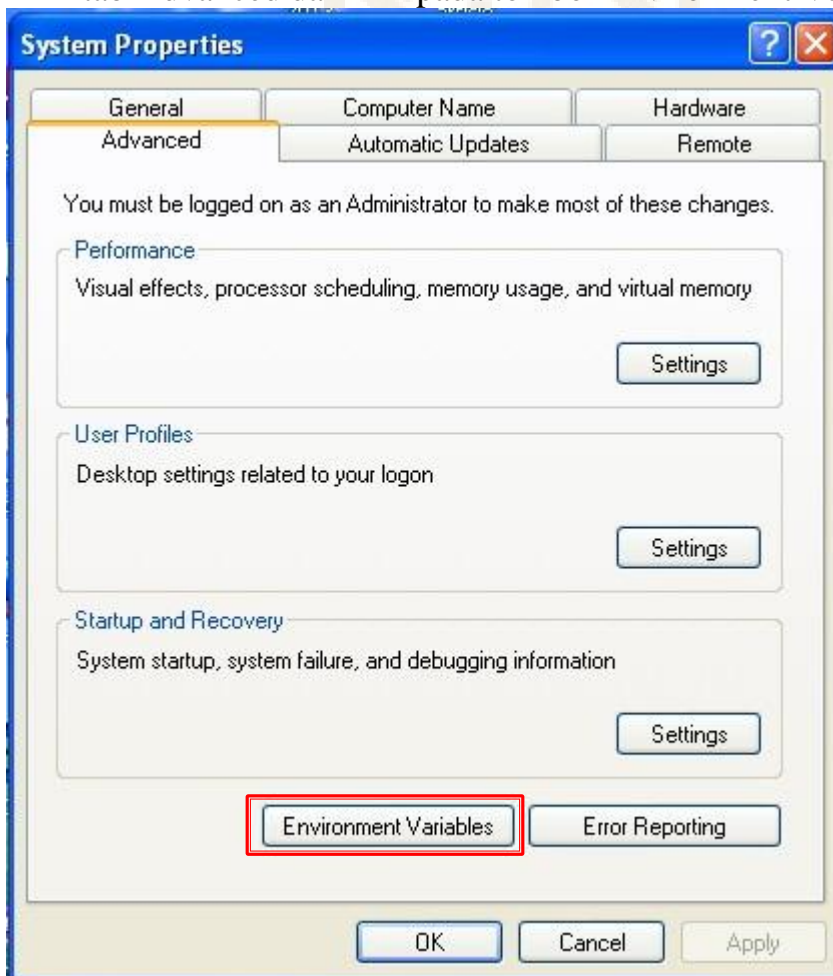 System Properties
General Computer Name Hardware
Advanced Automatic Updates Remote
You must be logged on as an Administrator to make most of these changes.
Performance
Visual effects, processor scheduling, memory usage, and virtual memory
Settings
User Profiles
Desktop settings related to your logon
Settings
Startup and Recovery
System startup, system failure, and debugging information
Settings
Environment Variables Error Reporting
OK Cancel Apply